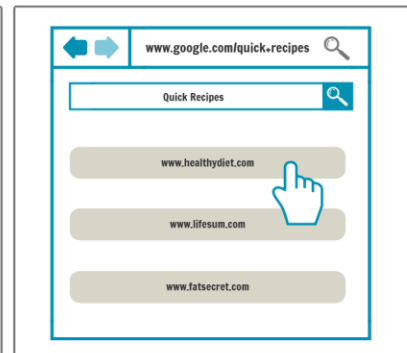 www.google.com/quick+recipes
Quick Recipes
www.healthydiet.com
www.lifesum.com
www.fatsecret.com